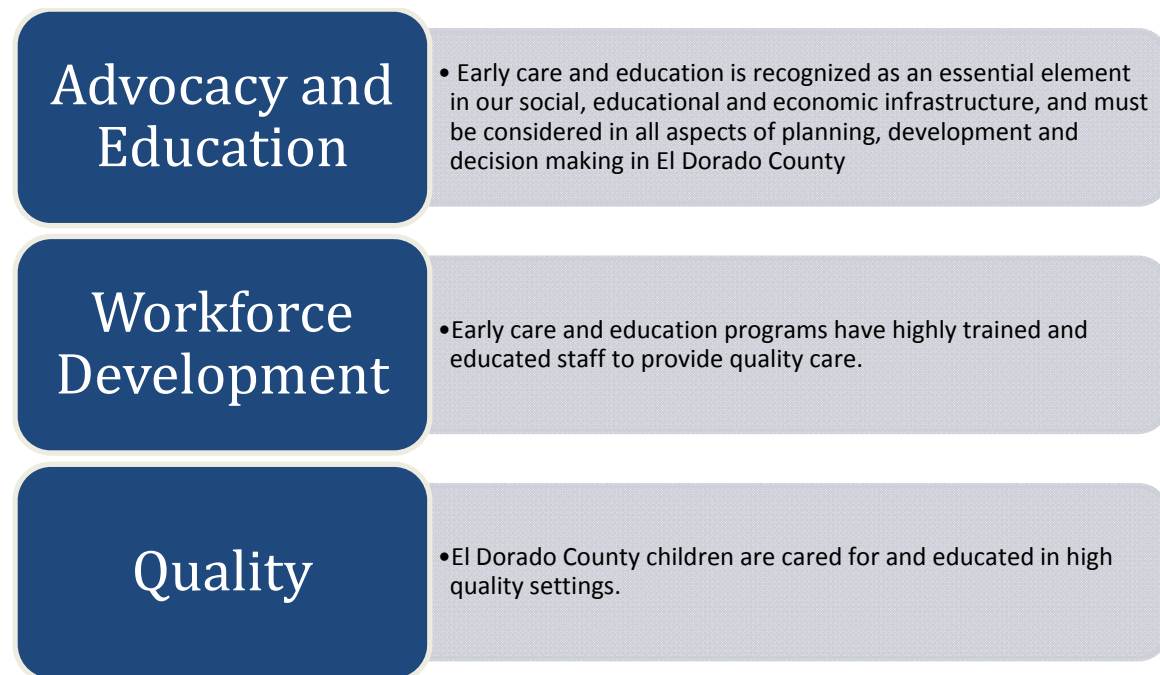 Advocacy and
Education
• Early care and education is recognized as an essential element
in our social, educational and economic infrastructure, and must
be considered in all aspects of planning, development and
decision making in El Dorado County
Workforce
Development
•Early care and education programs have highly trained and
educated staff to provide quality care.
Quality
•El Dorado County children are cared for and educated in high
quality settings.